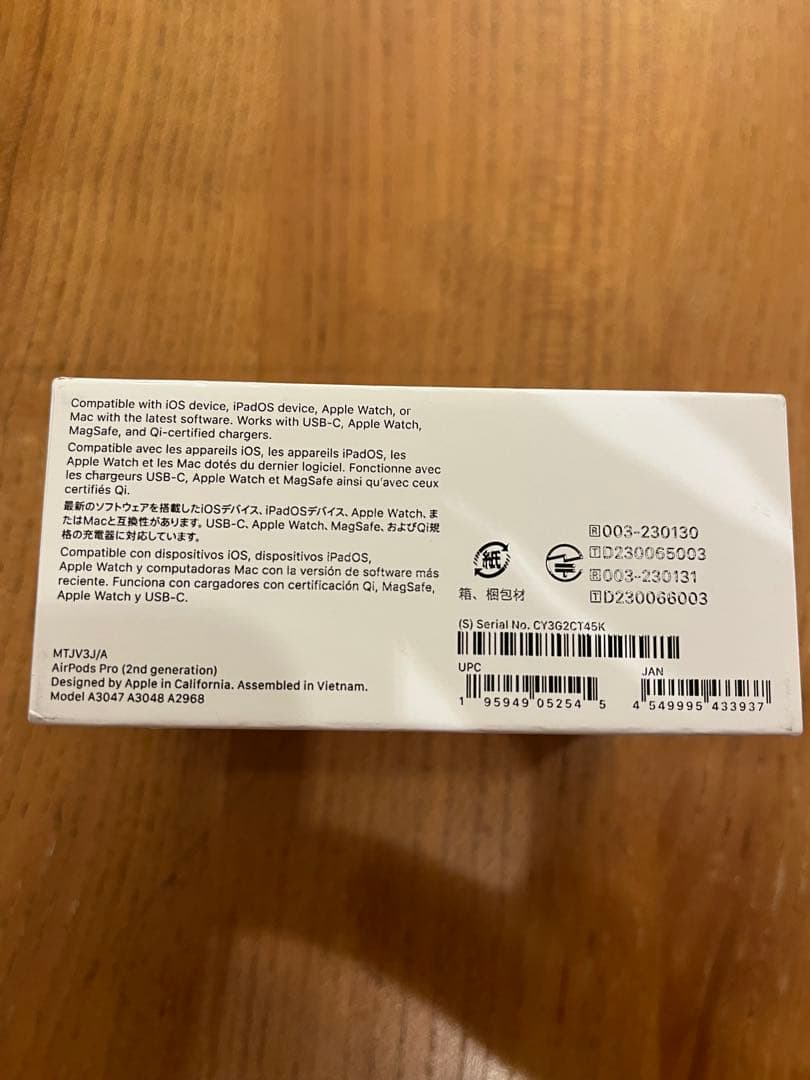 Compatible with iOS device, iPadOS device, Apple Watch, or
Mac with the latest software. Works with USB-C, Apple Watch,
MagSafe, and Qi-certified chargers.
Compatible avec les appareils iOS, les appareils iPadOS, les
Apple Watch et les Mac dotés du dernier logiciel. Fonctionne avec
les chargeurs USB-C, Apple Watch et MagSafe ainsi qu'avec ceux
certifiés Qi.
最新のソフトウェアを搭載したiOSデバイス、iPadOSデバイス、Apple Watch、ま
たはMacと互換性があります。USB-C、Apple Watch、MagSafe、およびQi規
格の充電器に対応しています。
Compatible con dispositivos iOS, dispositivos iPadOS,
Apple Watch y computadoras Mac con la versión de software más
reciente. Funciona con cargadores con certificación Qi, MagSafe,
Apple Watch y USB-C.
MTJV3J/A
AirPods Pro (2nd generation)
Designed by Apple in California. Assembled in Vietnam.
Model A3047 A3048 A2968
紙
箱、梱包材
R 003-230130
T D230065003
R 003-230131
T D230066003
(S) Serial No. CY3G2CT45K
UPC
1 95949 05254 5
JAN
4 549995 433937